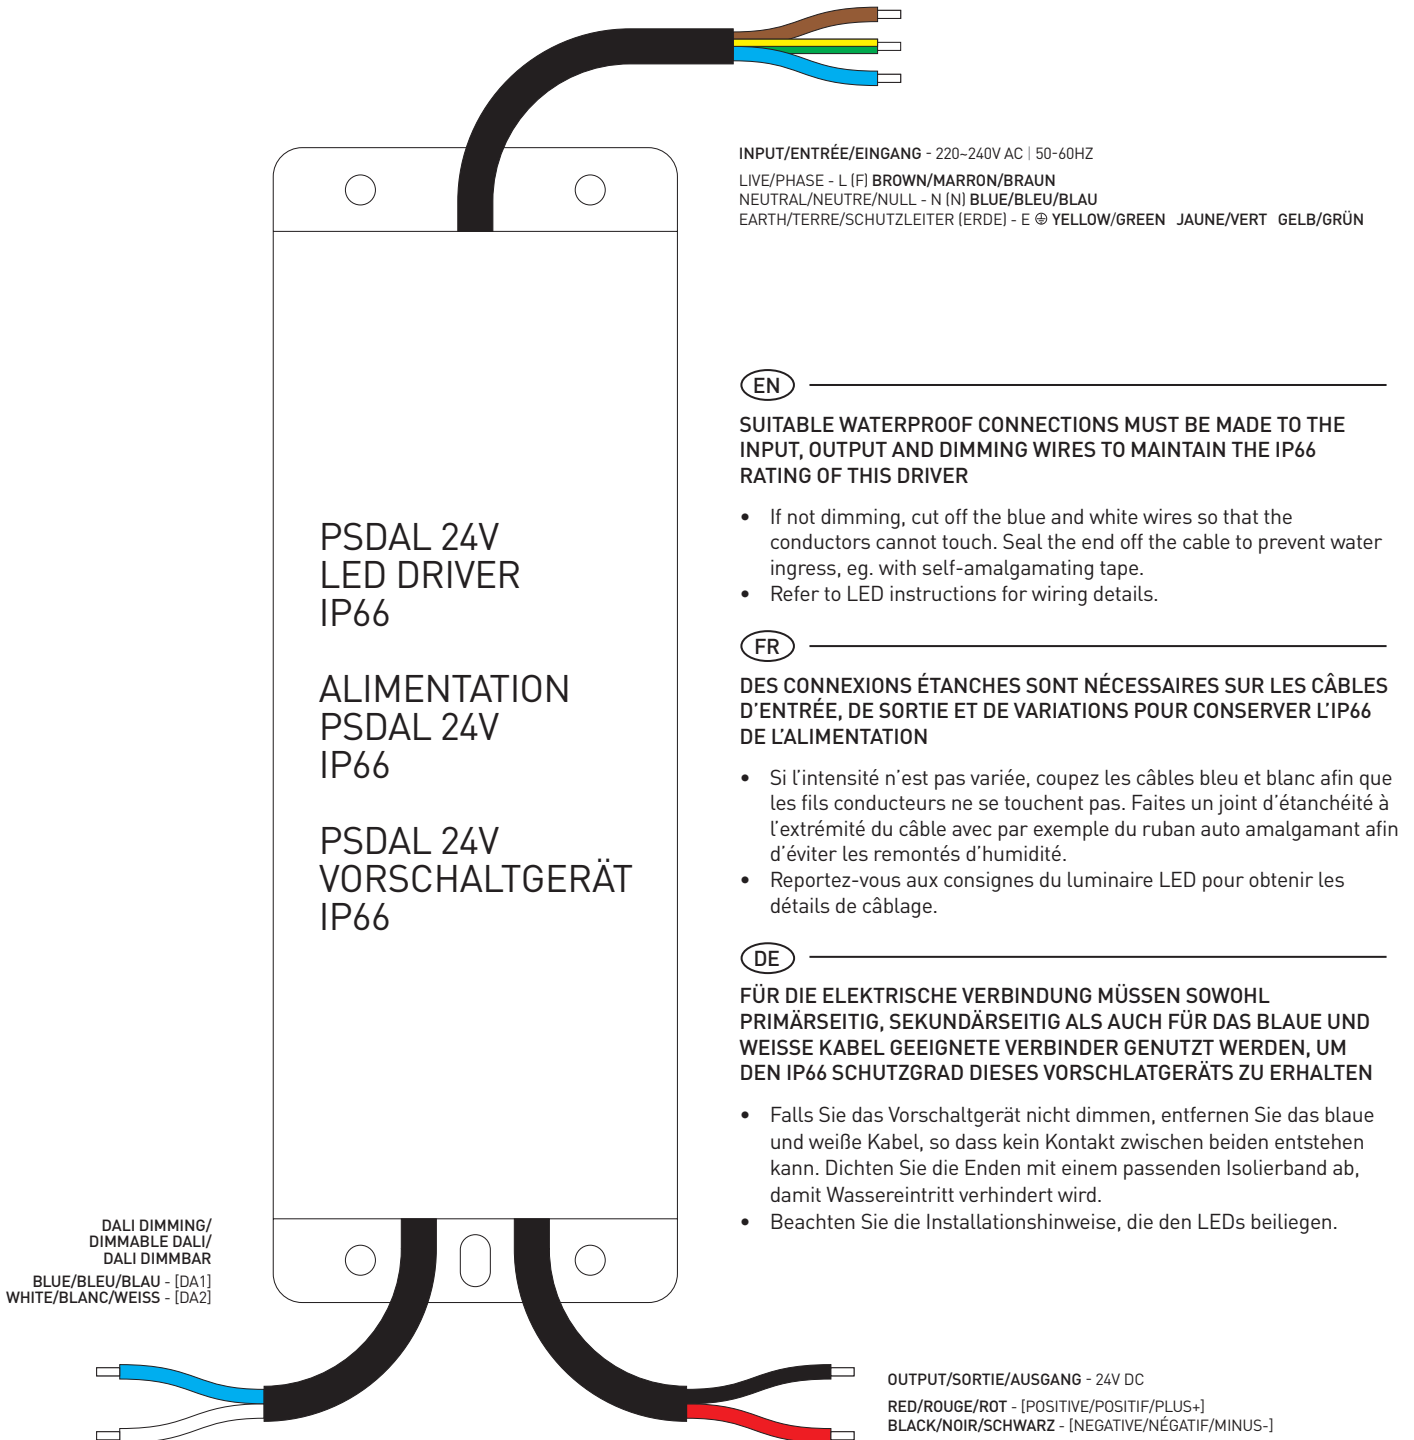 INPUT/ENTRÉE/EINGANG - 220~240V AC | 50-60HZ
LIVE/PHASE - L (F) BROWN/MARRON/BRAUN
NEUTRAL/NEUTRE/NULL - N (N) BLUE/BLEU/BLAU
EARTH/TERRE/SCHUTZLEITER (ERDE) - E ⏚ YELLOW/GREEN JAUNE/VERT GELB/GRÜN
PSDAL 24V
LED DRIVER
IP66
ALIMENTATION
PSDAL 24V
IP66
PSDAL 24V
VORSCHALTGERÄT
IP66
EN
SUITABLE WATERPROOF CONNECTIONS MUST BE MADE TO THE
INPUT, OUTPUT AND DIMMING WIRES TO MAINTAIN THE IP66
RATING OF THIS DRIVER
• If not dimming, cut off the blue and white wires so that the
conductors cannot touch. Seal the end off the cable to prevent water
ingress, eg. with self-amalgamating tape.
• Refer to LED instructions for wiring details.
FR
DES CONNEXIONS ÉTANCHES SONT NÉCESSAIRES SUR LES CÂBLES
D'ENTRÉE, DE SORTIE ET DE VARIATIONS POUR CONSERVER L'IP66
DE L'ALIMENTATION
• Si l'intensité n'est pas variée, coupez les câbles bleu et blanc afin que
les fils conducteurs ne se touchent pas. Faites un joint d'étanchéité à
l'extrémité du câble avec par exemple du ruban auto amalgamant afin
d'éviter les remontés d'humidité.
• Reportez-vous aux consignes du luminaire LED pour obtenir les
détails de câblage.
DE
FÜR DIE ELEKTRISCHE VERBINDUNG MÜSSEN SOWOHL
PRIMÄRSEITIG, SEKUNDÄRSEITIG ALS AUCH FÜR DAS BLAUE UND
WEISSE KABEL GEEIGNETE VERBINDER GENUTZT WERDEN, UM
DEN IP66 SCHUTZGRAD DIESES VORSCHLATGERÄTS ZU ERHALTEN
• Falls Sie das Vorschaltgerät nicht dimmen, entfernen Sie das blaue
und weiße Kabel, so dass kein Kontakt zwischen beiden entstehen
kann. Dichten Sie die Enden mit einem passenden Isolierband ab,
damit Wassereintritt verhindert wird.
• Beachten Sie die Installationshinweise, die den LEDs beiliegen.
DALI DIMMING/
DIMMABLE DALI/
DALI DIMMBAR
BLUE/BLEU/BLAU - [DA1]
WHITE/BLANC/WEISS - [DA2]
OUTPUT/SORTIE/AUSGANG - 24V DC
RED/ROUGE/ROT - [POSITIVE/POSITIF/PLUS+]
BLACK/NOIR/SCHWARZ - [NEGATIVE/NÉGATIF/MINUS-]